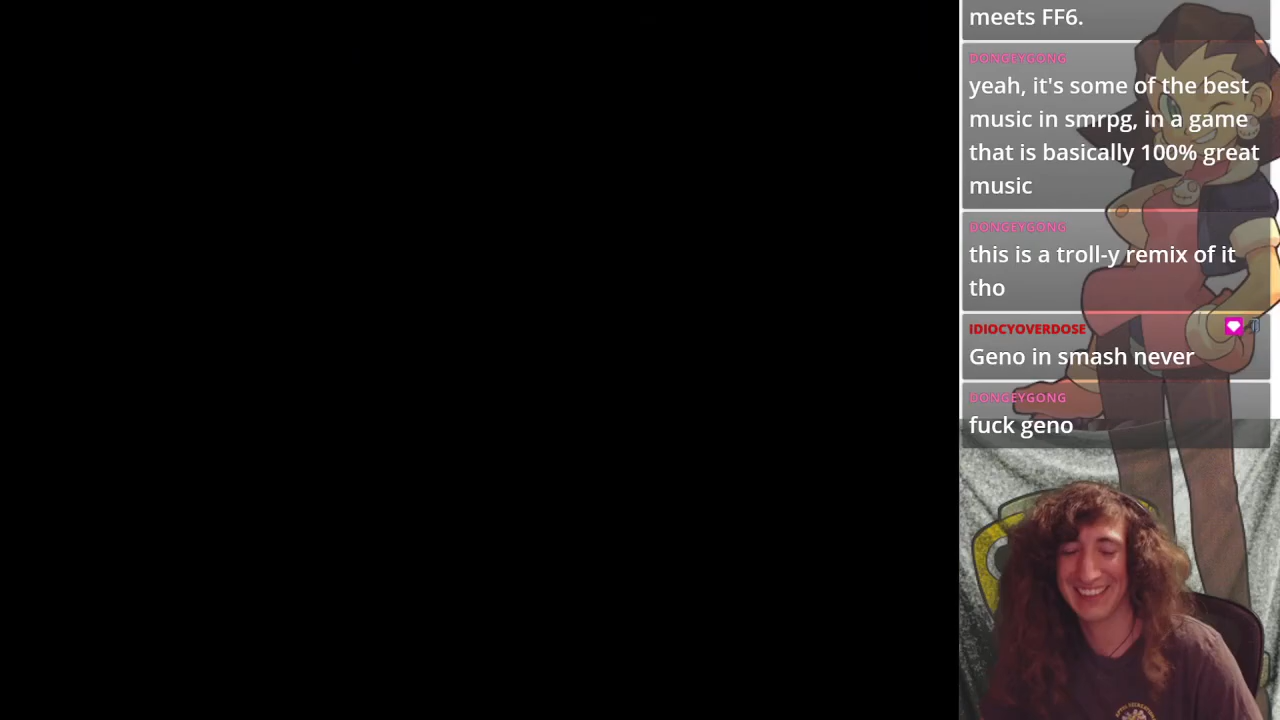 meets FF6.
DONGEYGONG
yeah, it's some of the best
music in smrpg, in a game
that is basically 100% great
music
DONGEYGONG
this is a troll-y remix of it
tho
IDIOCYOVERDOSE
Geno in smash never
DONGEYGONG
fuck geno